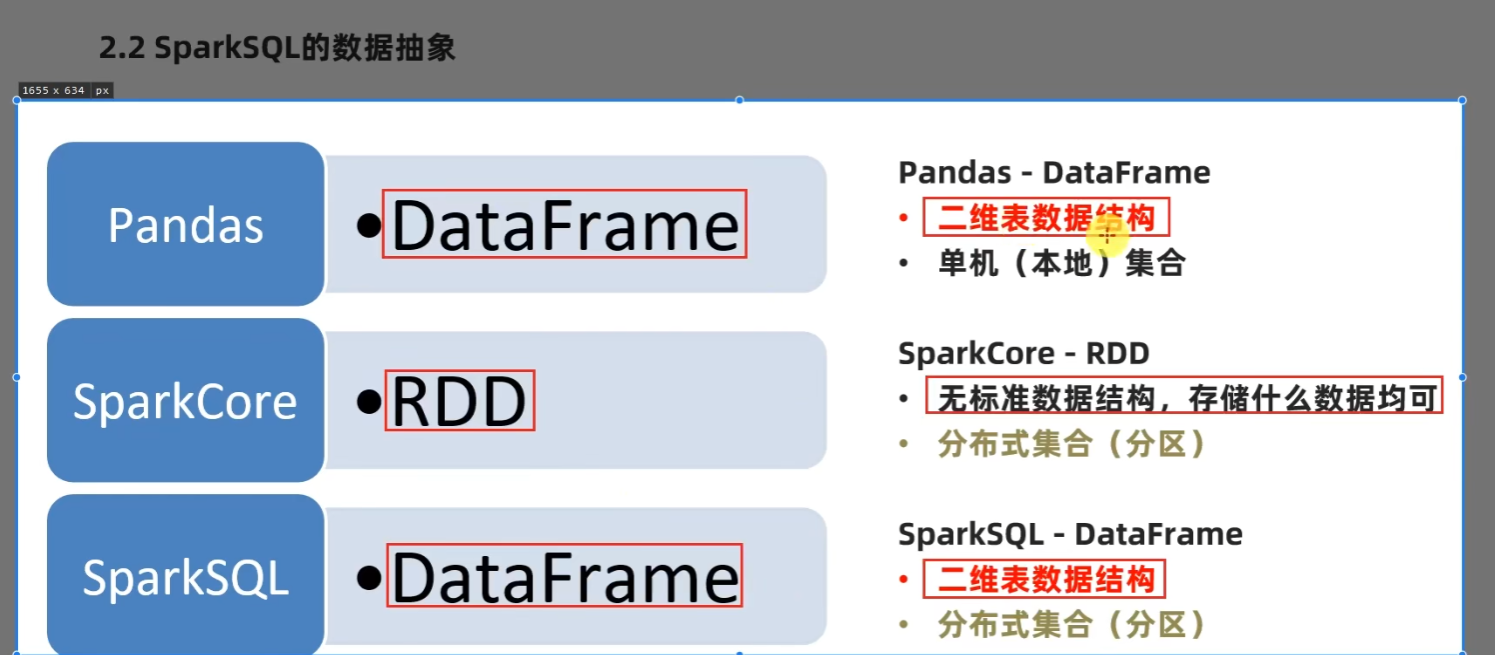 2.2 SparkSQL的数据抽象
1655 x 634 px
Pandas
•DataFrame
Pandas - DataFrame
• 二维表数据结构
• 单机（本地）集合
SparkCore
•RDD
SparkCore - RDD
• 无标准数据结构，存储什么数据均可
• 分布式集合（分区）
SparkSQL
•DataFrame
SparkSQL - DataFrame
• 二维表数据结构
• 分布式集合（分区）